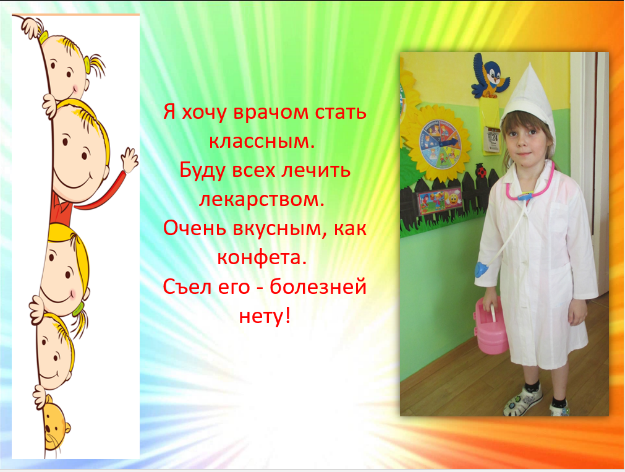 Я хочу врачом стать
классным.
Буду всех лечить
лекарством.
Очень вкусным, как
конфета.
Съел его - болезней
нету!